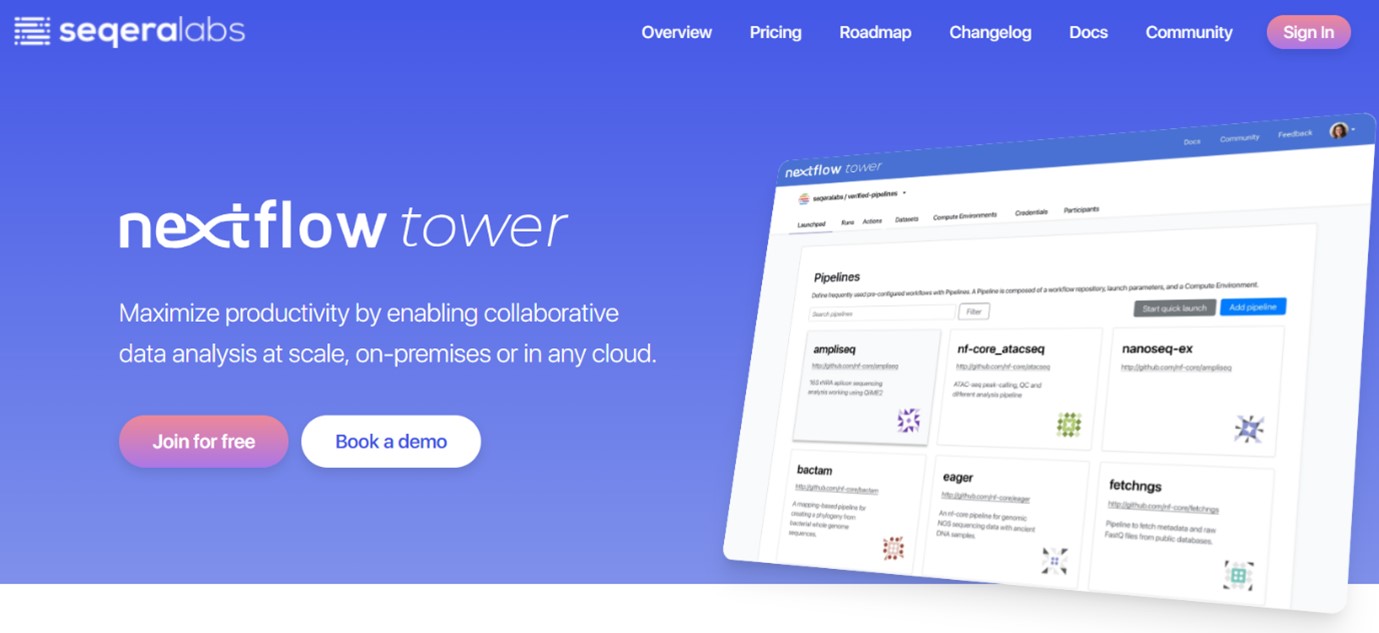 seqeralabs
Overview Pricing Roadmap Changelog Docs Community Sign In
nextflow tower
Maximize productivity by enabling collaborative
data analysis at scale, on-premises or in any cloud.
Join for free Book a demo
nextflow tower Docs Community Feedback
seqeralabs / verified-pipelines
Launchpad Runs Actions Datasets Compute Environments Credentials Participants
Pipelines
Define frequently used pre-configured workflows with Pipelines. A Pipeline is composed of a workflow repository, launch parameters, and a Compute Environment.
Search pipelines Filter Start quick launch Add pipeline
ampliseq
http://github.com/nf-core/ampliseq
16S rRNA aplicon sequencing
analysis working using QIIME2
nf-core_atacseq
http://github.com/nf-core/atacseq
ATAC-seq peak-calling, QC and
different analysis pipeline
nanoseq-ex
http://github.com/nf-core/ampliseq
bactam
http://github.com/nf-core/bactam
A mapping-based pipeline for
creating a phylogeny from
bacterial whole genome
sequences.
eager
http://github.com/nf-core/eager
An nf-core pipeline for genomic
NGS sequencing data with ancient
DNA samples.
fetchngs
http://github.com/nf-core/fetchngs
Pipeline to fetch metadata and raw
FastQ files from public databases.